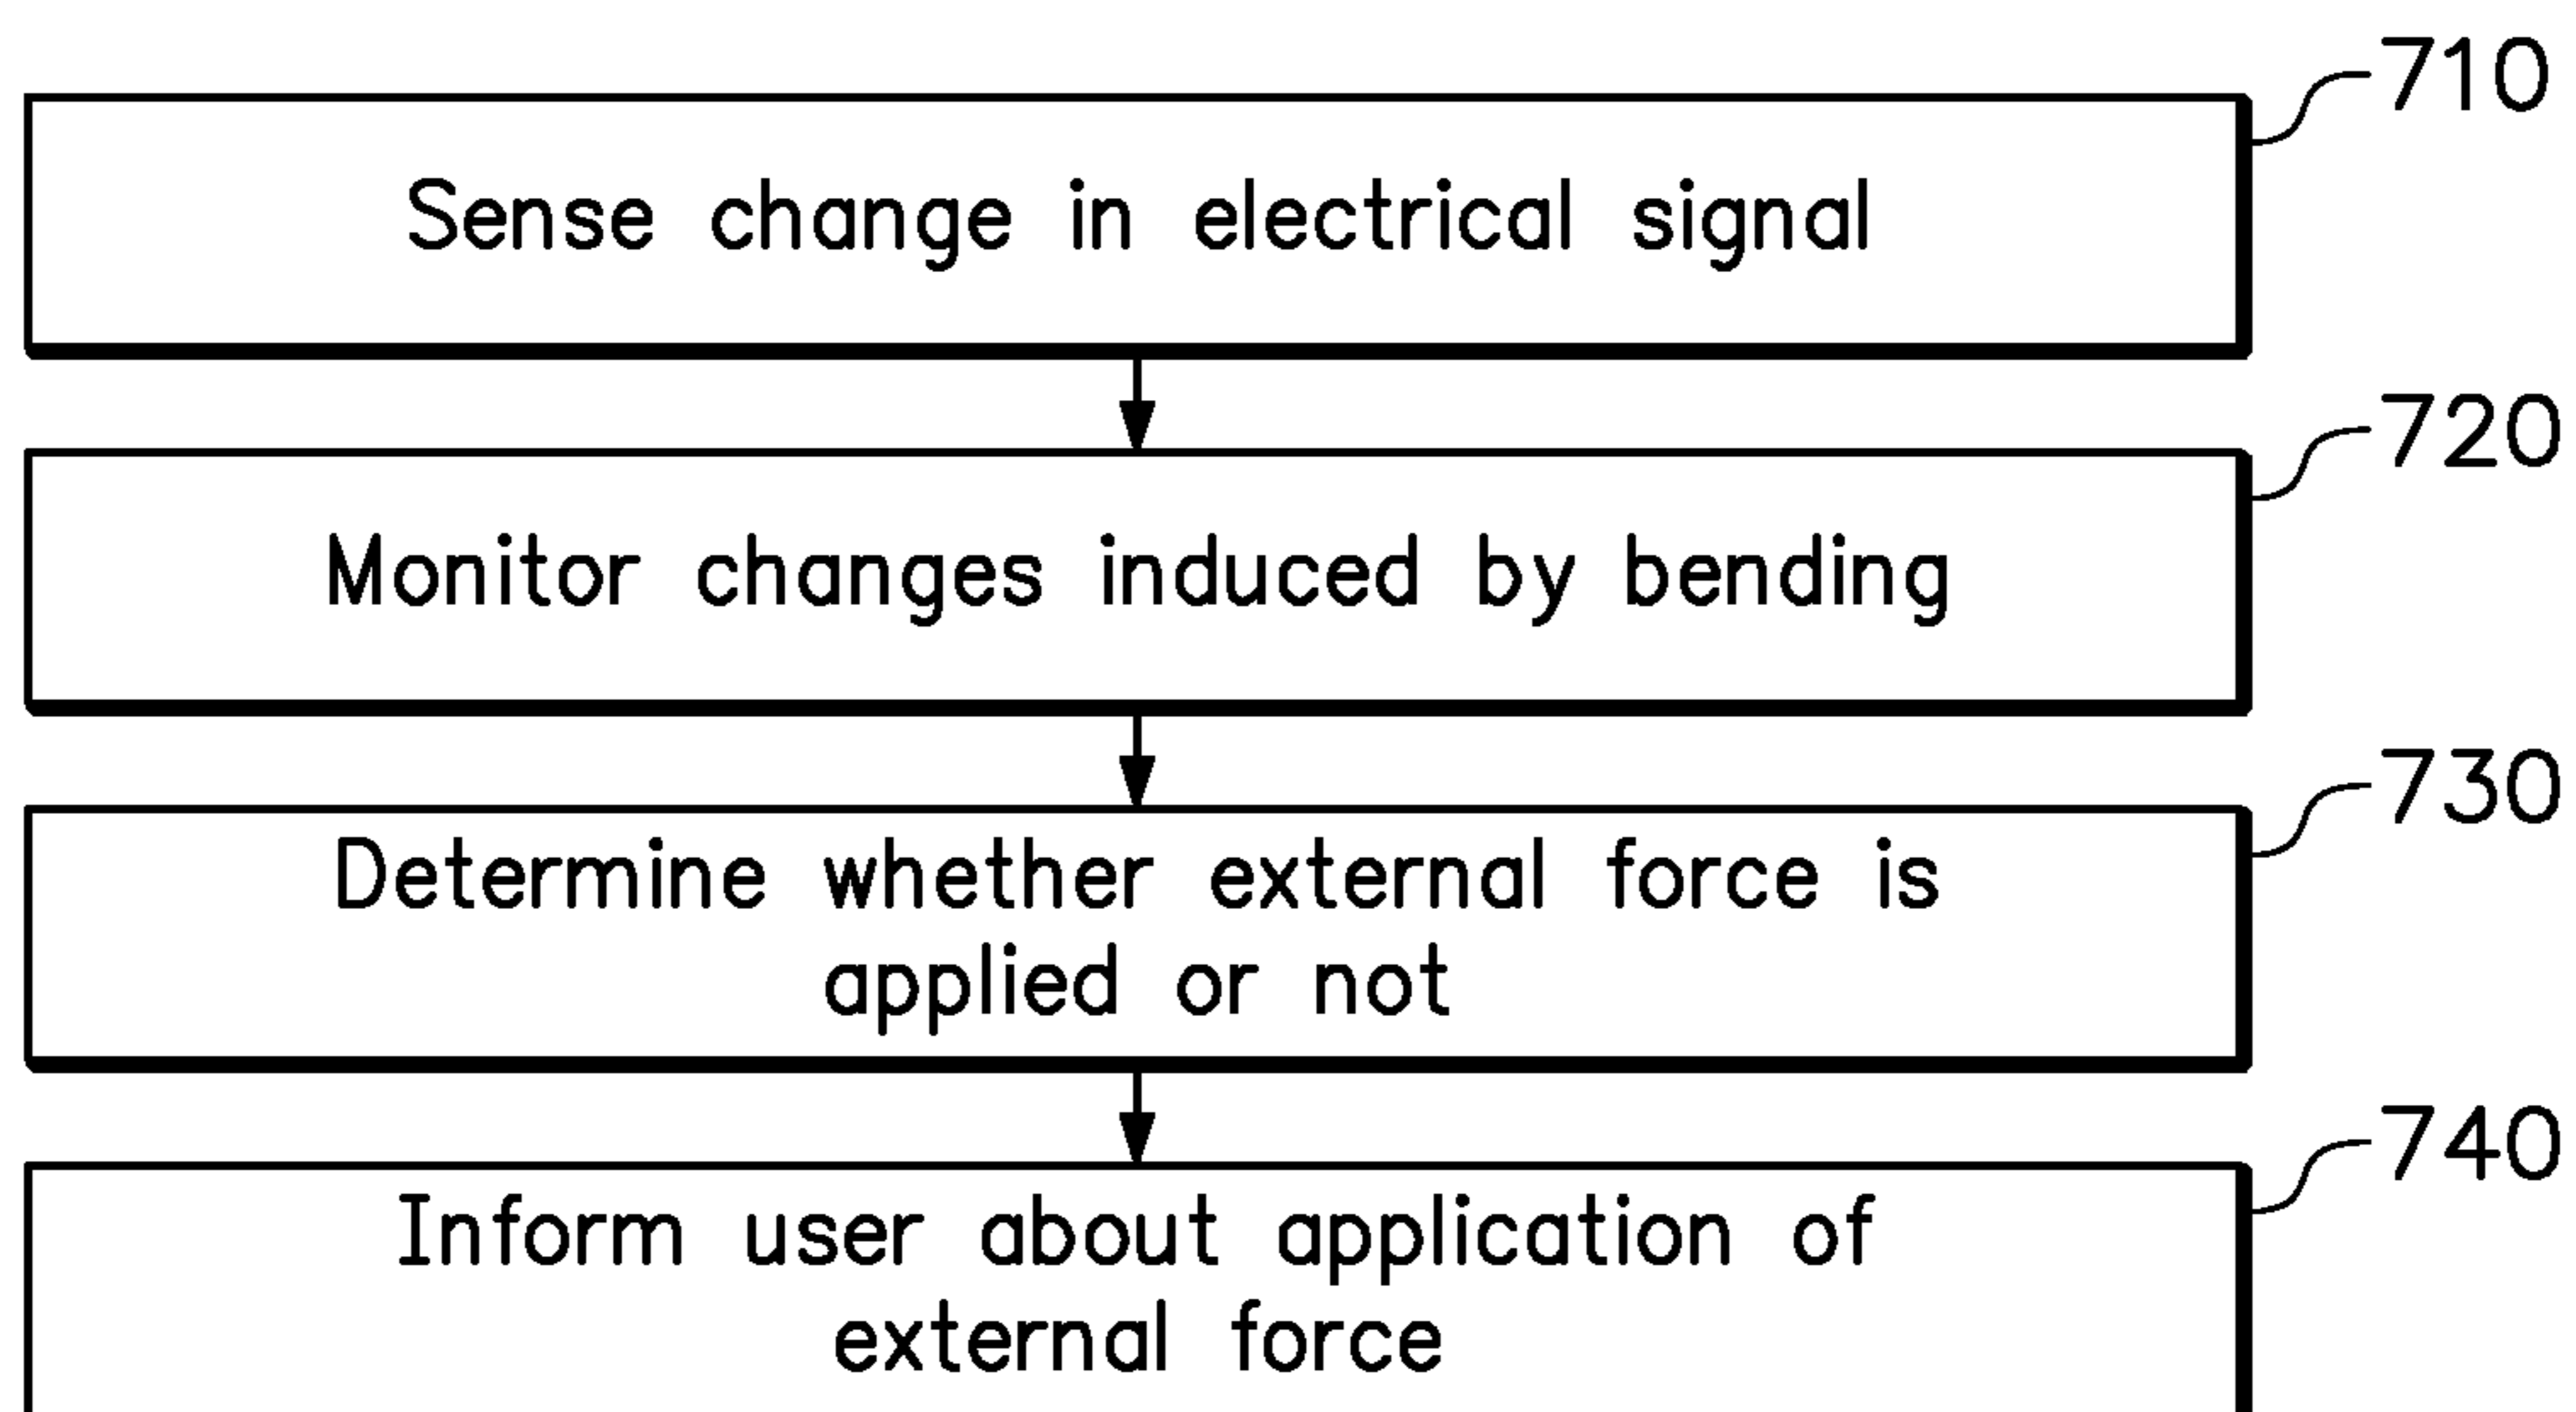 710
Sense change in electrical signal
720
Monitor changes induced by bending
730
Determine whether external force is
applied or not
740
Inform user about application of
external force